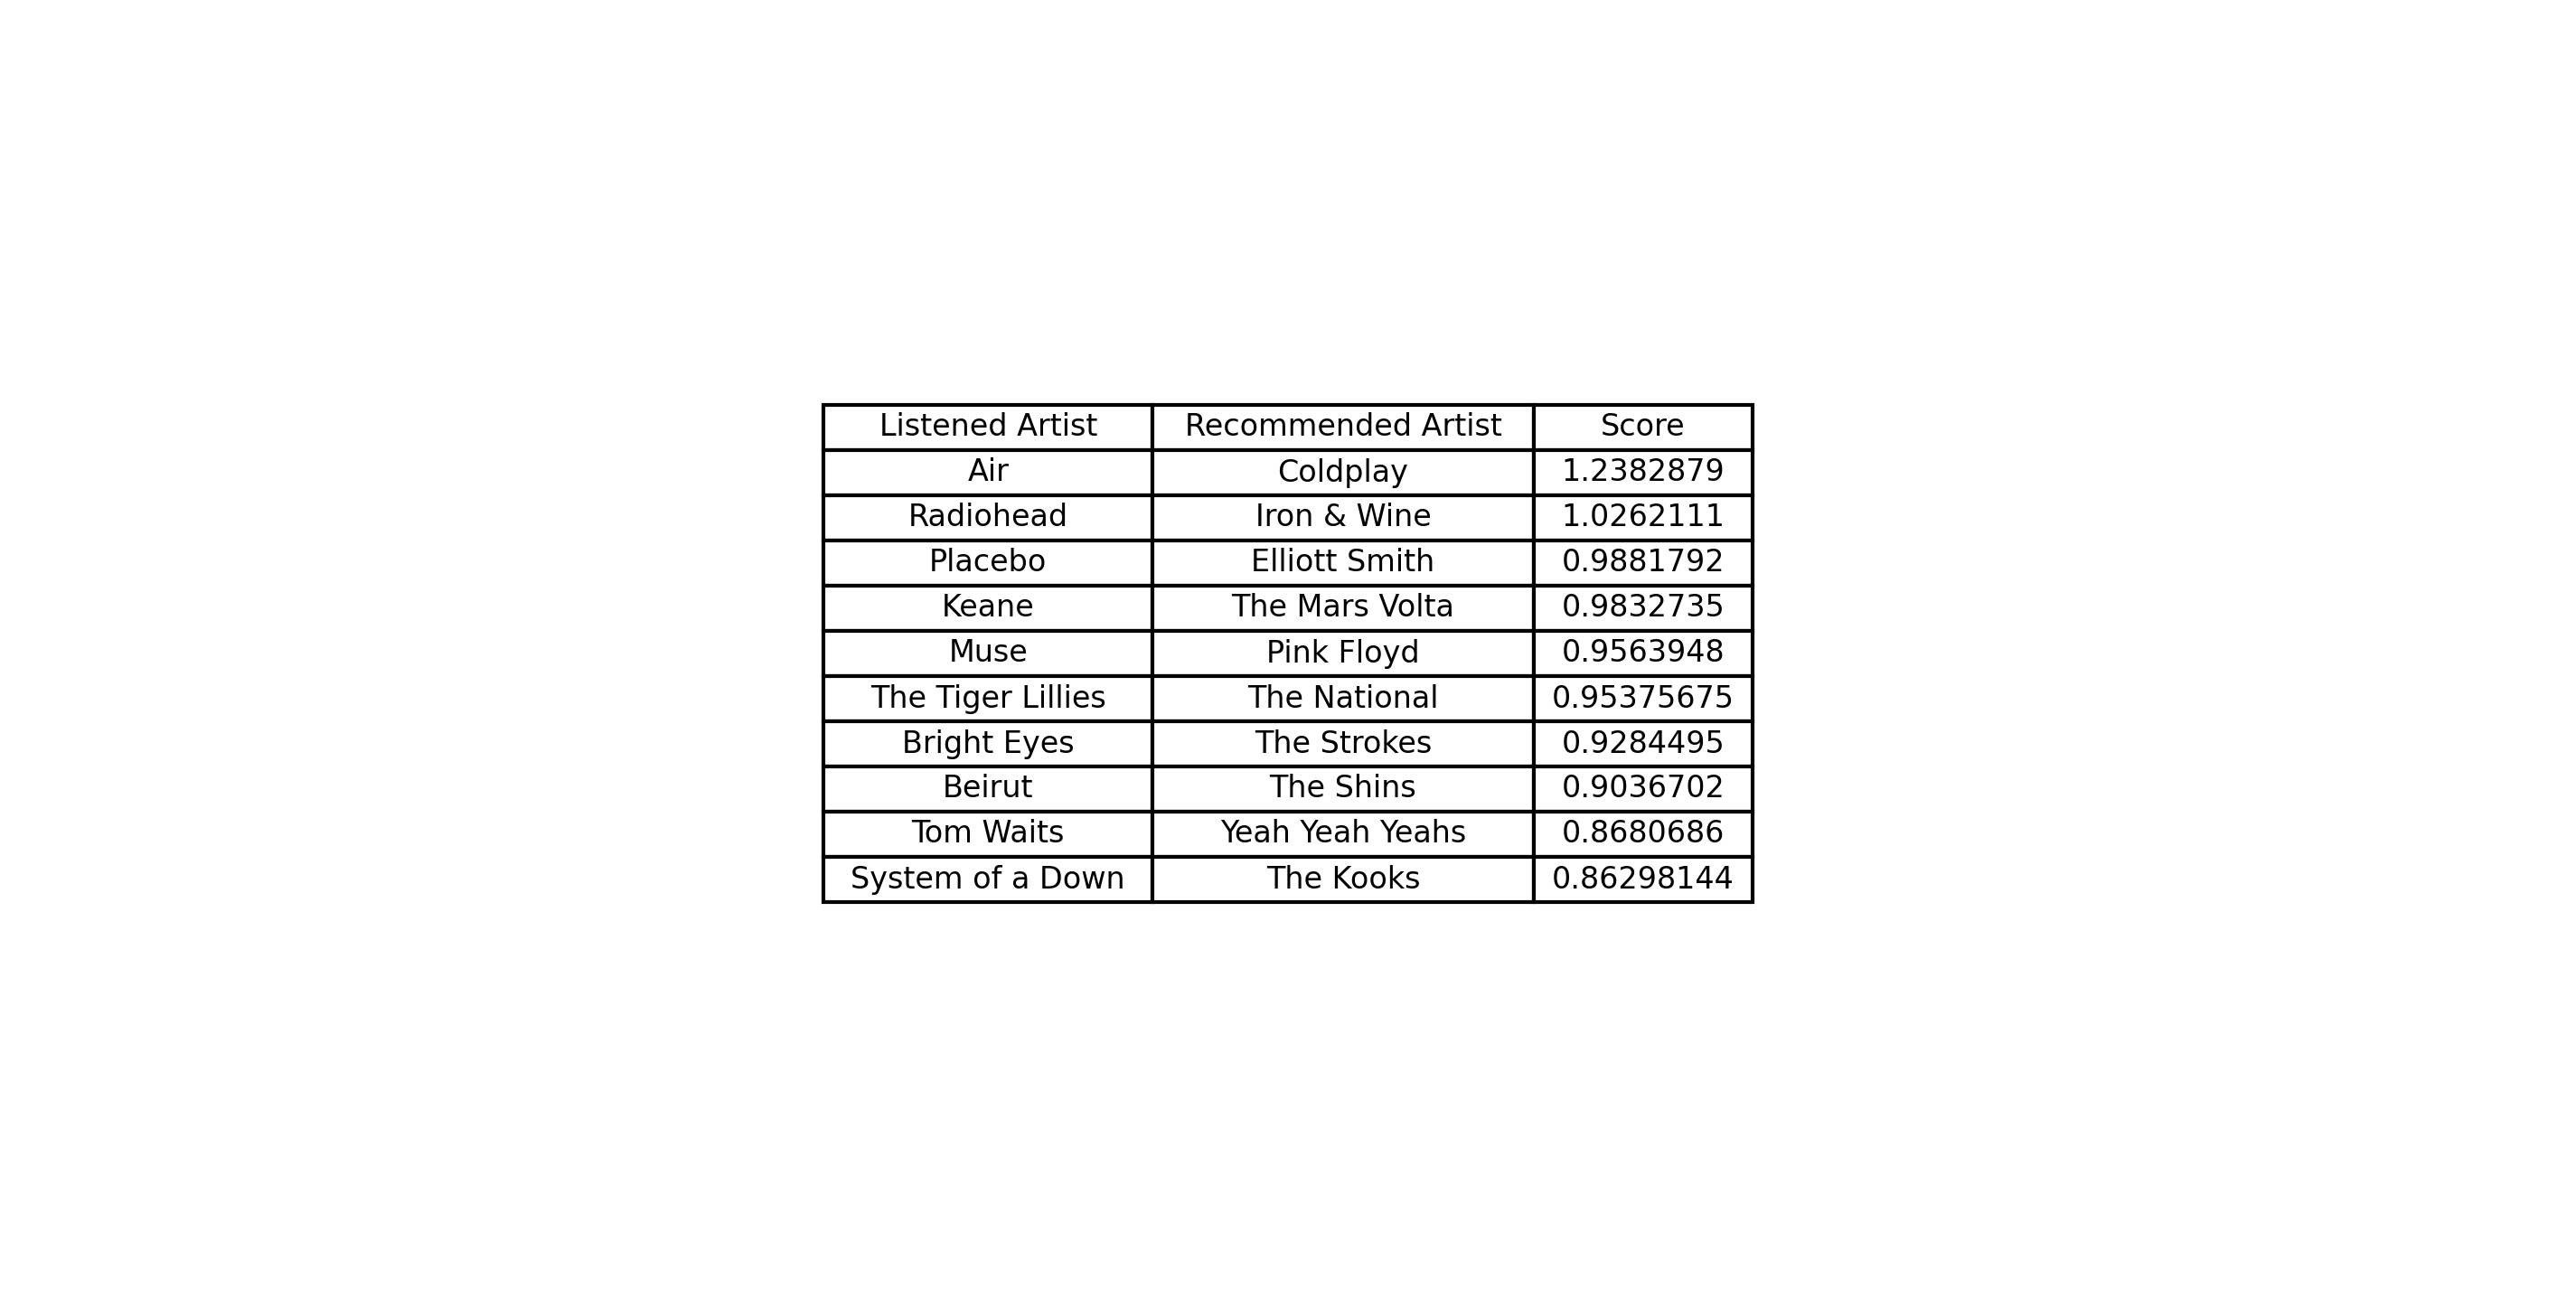 Listened Artist Recommended Artist Score
Air Coldplay 1.2382879
Radiohead Iron & Wine 1.0262111
Placebo Elliott Smith 0.9881792
Keane The Mars Volta 0.9832735
Muse Pink Floyd 0.9563948
The Tiger Lillies The National 0.95375675
Bright Eyes The Strokes 0.9284495
Beirut The Shins 0.9036702
Tom Waits Yeah Yeah Yeahs 0.8680686
System of a Down The Kooks 0.86298144